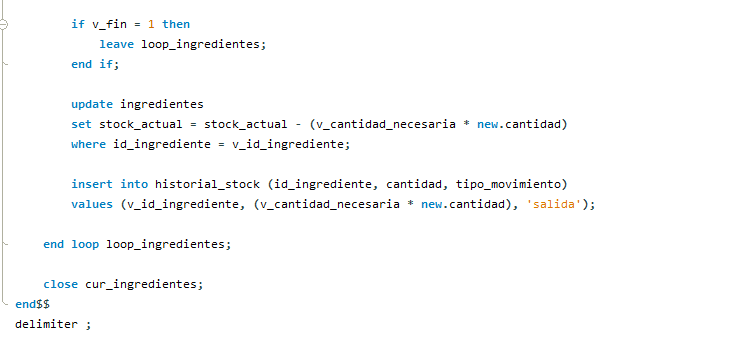 if v_fin = 1 then
leave loop_ingredientes;
end if;
update ingredientes
set stock_actual = stock_actual - (v_cantidad_necesaria * new.cantidad)
where id_ingrediente = v_id_ingrediente;
insert into historial_stock (id_ingrediente, cantidad, tipo_movimiento)
values (v_id_ingrediente, (v_cantidad_necesaria * new.cantidad), 'salida');
end loop loop_ingredientes;
close cur_ingredientes;
end$$
delimiter ;